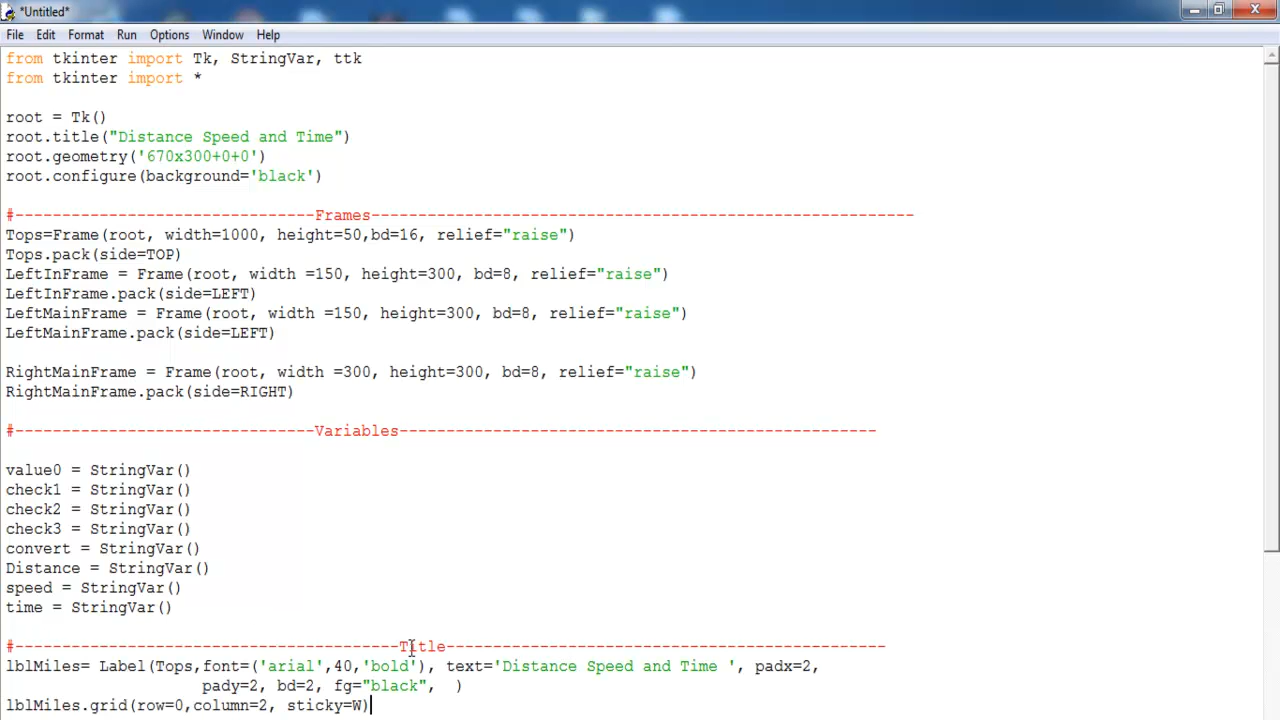 *Untitled*
File Edit Format Run Options Window Help
from tkinter import Tk, StringVar, ttk
from tkinter import *
root = Tk()
root.title("Distance Speed and Time")
root.geometry('670x300+0+0')
root.configure(background='black')
#--------------------------------Frames----------------------------------------------------------
Tops=Frame(root, width=1000, height=50,bd=16, relief="raise")
Tops.pack(side=TOP)
LeftInFrame = Frame(root, width =150, height=300, bd=8, relief="raise")
LeftInFrame.pack(side=LEFT)
LeftMainFrame = Frame(root, width =150, height=300, bd=8, relief="raise")
LeftMainFrame.pack(side=LEFT)
RightMainFrame = Frame(root, width =300, height=300, bd=8, relief="raise")
RightMainFrame.pack(side=RIGHT)
#--------------------------------Variables---------------------------------------------------
value0 = StringVar()
check1 = StringVar()
check2 = StringVar()
check3 = StringVar()
convert = StringVar()
Distance = StringVar()
speed = StringVar()
time = StringVar()
#-----------------------------------------Title-----------------------------------------------
lblMiles= Label(Tops,font=('arial',40,'bold'), text='Distance Speed and Time ', padx=2,
                     pady=2, bd=2, fg="black",  )
lblMiles.grid(row=0,column=2, sticky=W)